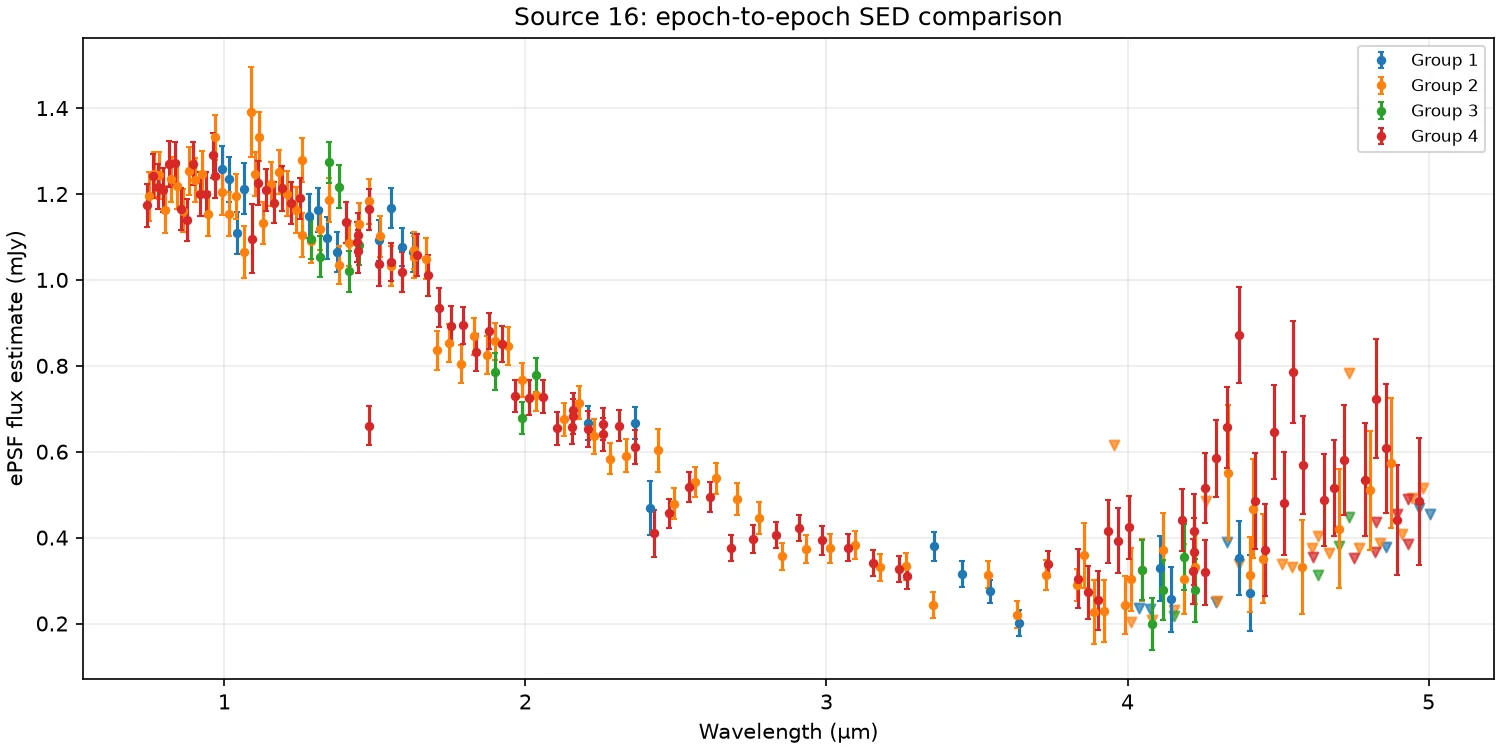 Source 16: epoch-to-epoch SED comparison
ePSF flux estimate (mJy)
1.4
1.2
1.0
0.8
0.6
0.4
0.2
Group 1
Group 2
Group 3
Group 4
1 2 3 4 5
Wavelength (μm)